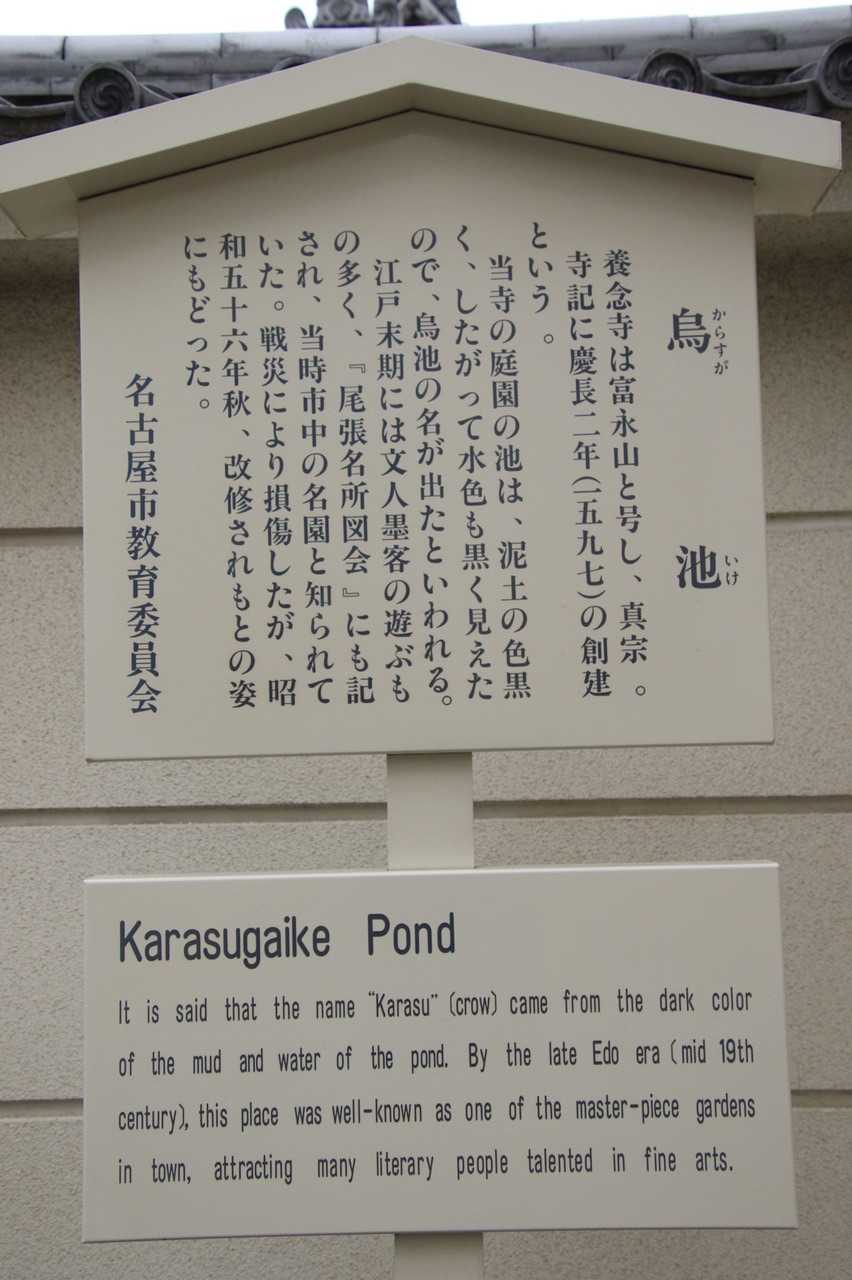 烏池
からすがいけ
養念寺は富永山と号し、真宗。
寺記に慶長二年(一五九七)の創建
という。
当寺の庭園の池は、泥土の色黒
く、したがって水色も黒く見えた
ので、烏池の名が出たといわれる。
江戸末期には文人墨客の遊ぶも
の多く、『尾張名所図会』にも記
され、当時市中の名園と知られて
いた。戦災により損傷したが、昭
和五十六年秋、改修されもとの姿
にもどった。
名古屋市教育委員会
Karasugaike Pond
It is said that the name “Karasu” (crow) came from the dark color
of the mud and water of the pond. By the late Edo era (mid 19th
century), this place was well-known as one of the master-piece gardens
in town, attracting many literary people talented in fine arts.